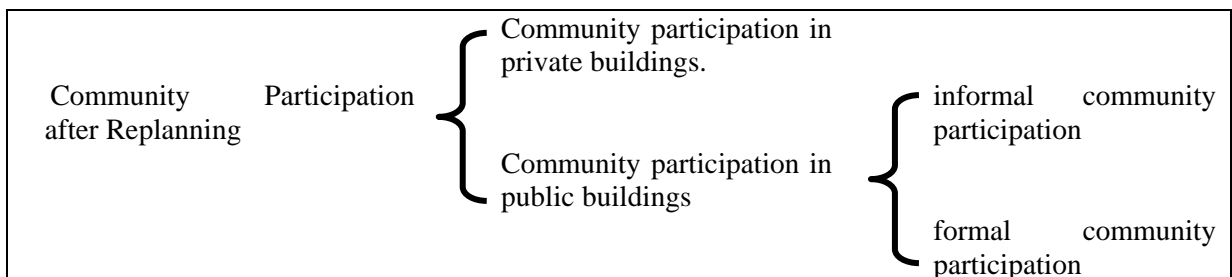 Community Participation
after Replanning
Community participation in
private buildings.
Community participation in
public buildings
informal community
participation
formal community
participation